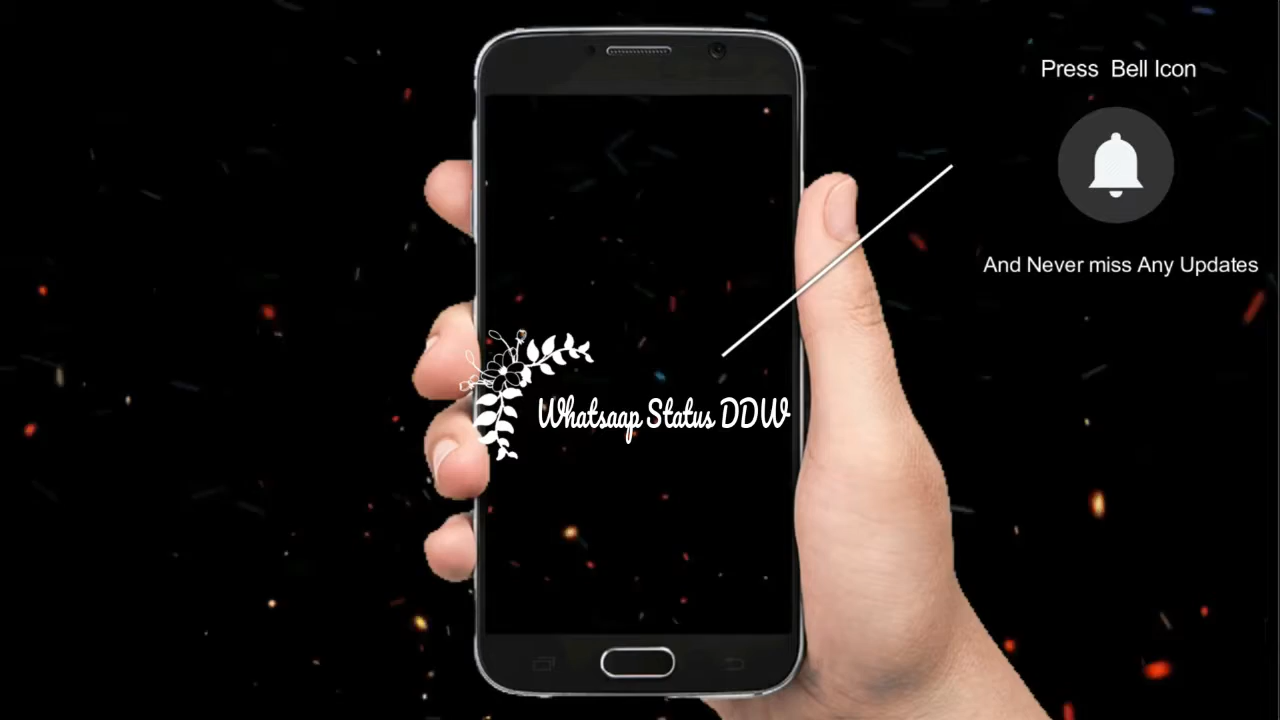 Press Bell Icon
And Never miss Any Updates
Whatsaap Status DDW